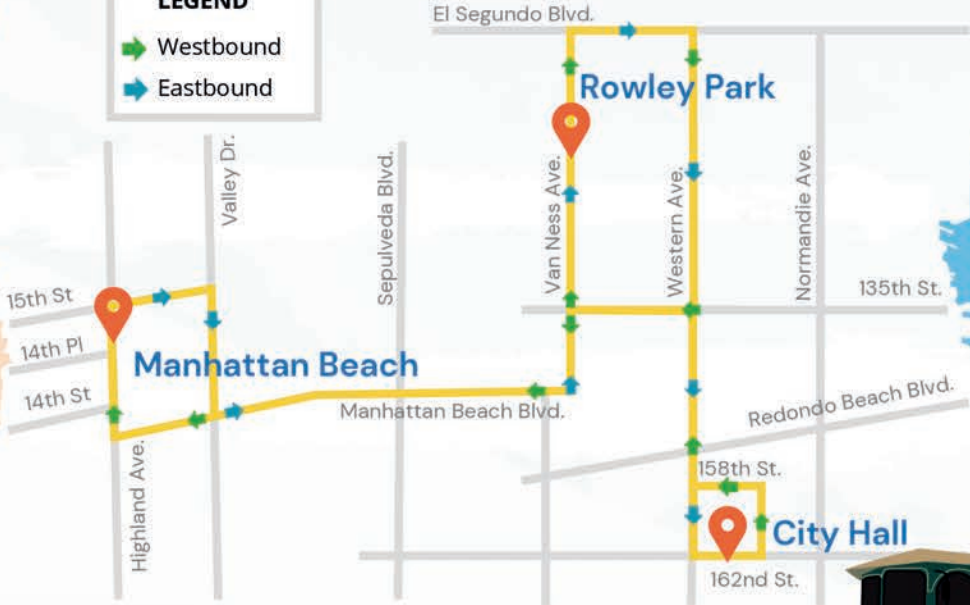 LEGEND
Westbound
Eastbound
El Segundo Blvd.
Rowley Park
Valley Dr.
Sepulveda Blvd.
Van Ness Ave.
Western Ave.
Normandie Ave.
15th St
135th St.
14th Pl
Manhattan Beach
14th St
Manhattan Beach Blvd.
Redondo Beach Blvd.
158th St.
Highland Ave.
City Hall
162nd St.